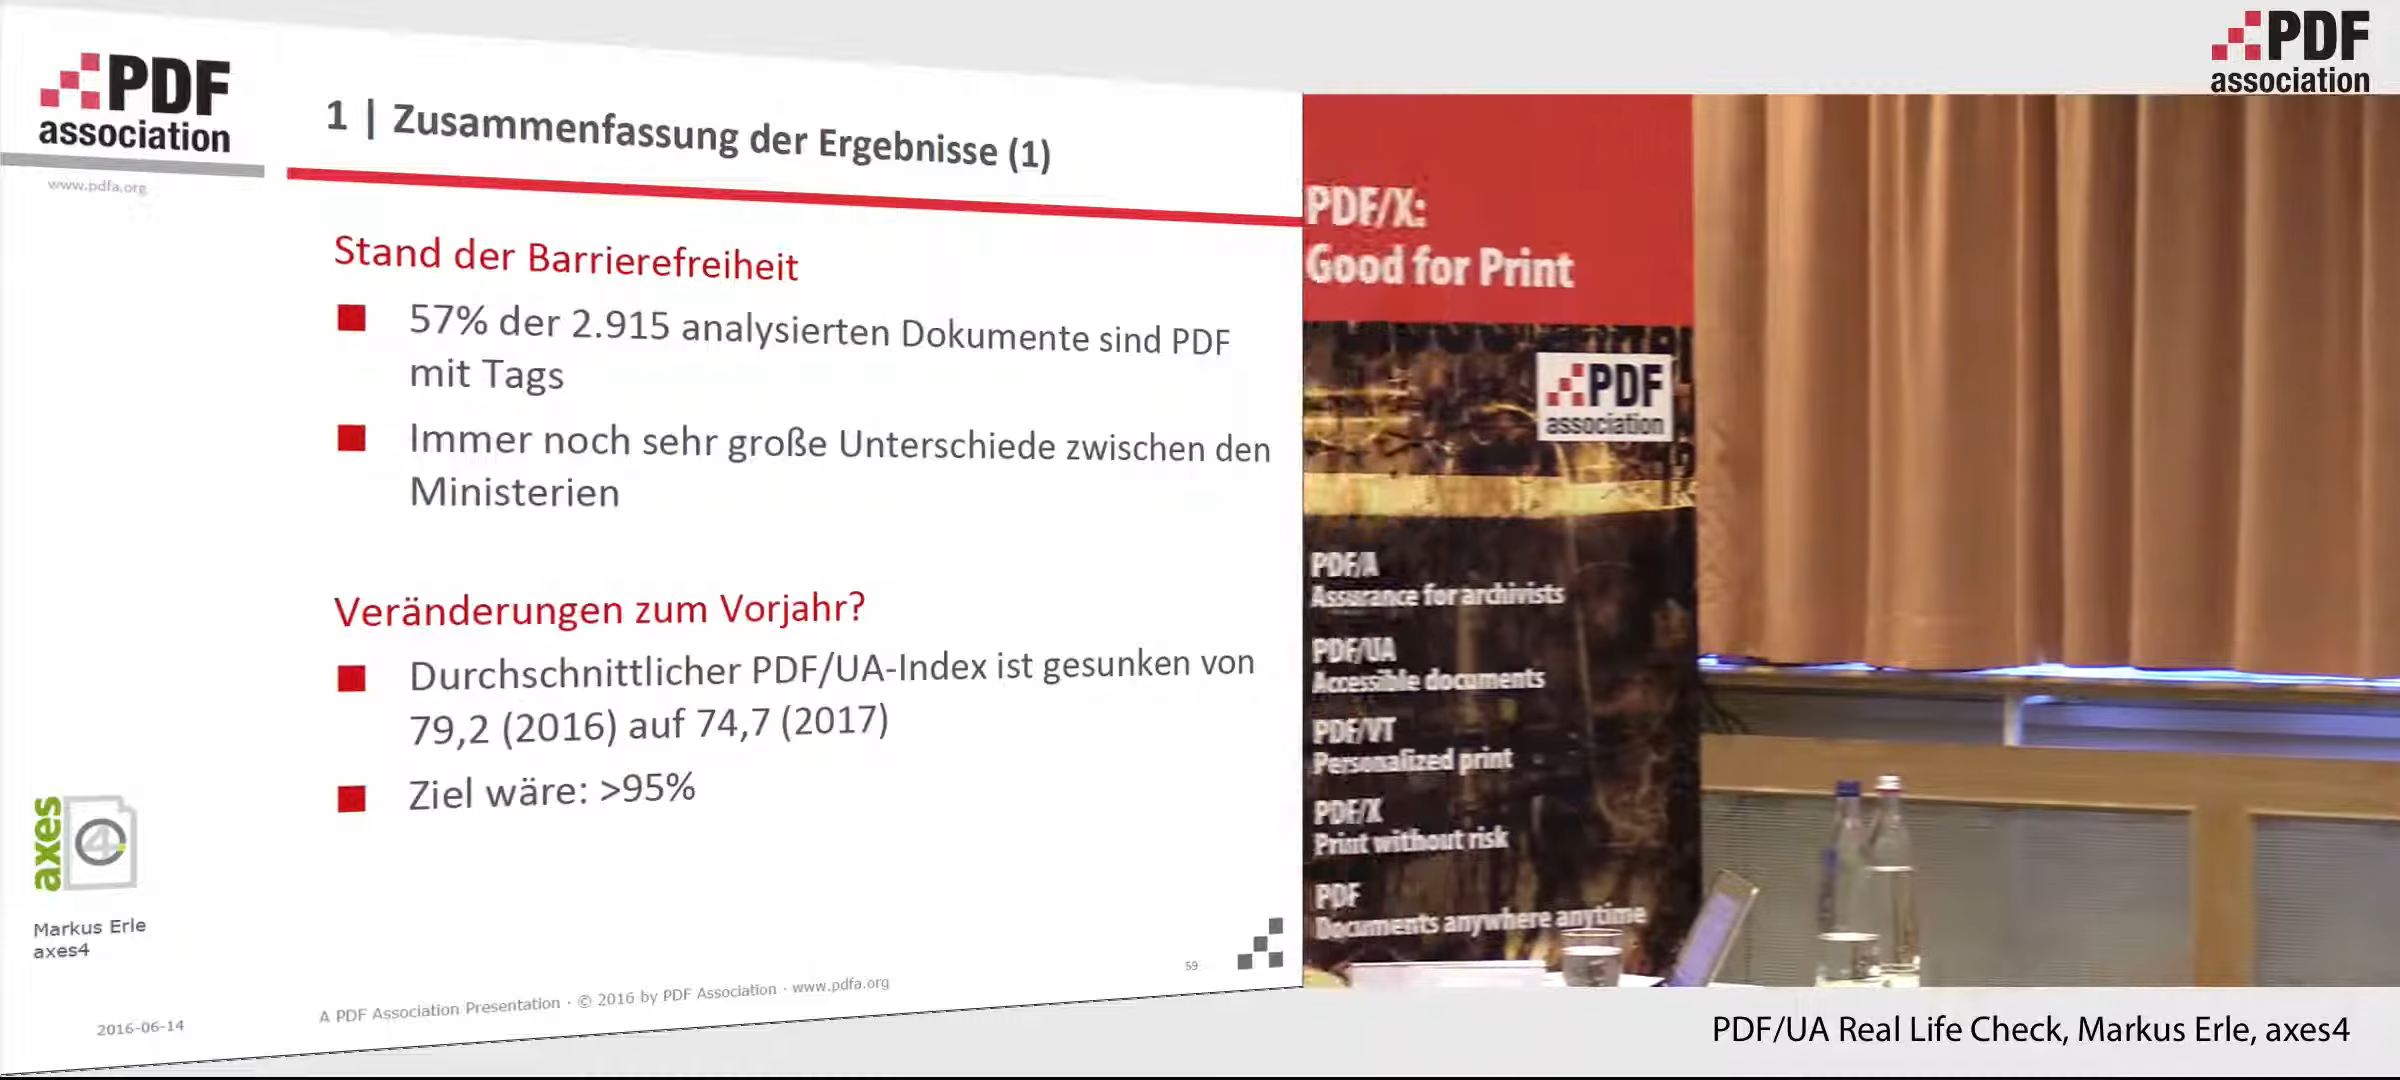 PDF
association
www.pdfa.org
1 | Zusammenfassung der Ergebnisse (1)
Stand der Barrierefreiheit
57% der 2.915 analysierten Dokumente sind PDF
mit Tags
Immer noch sehr große Unterschiede zwischen den
Ministerien
Veränderungen zum Vorjahr?
Durchschnittlicher PDF/UA-Index ist gesunken von
79,2 (2016) auf 74,7 (2017)
Ziel wäre: >95%
axes
4
Markus Erle
axes4
2016-06-14
A PDF Association Presentation · © 2016 by PDF Association · www.pdfa.org
59
PDF
association
PDF/X:
Good for Print
PDF
association
PDF/A
Assurance for archivists
PDF/UA
Accessible documents
PDF/VT
Personalized print
PDF/X
Print without risk
PDF
Documents anywhere anytime
PDF/UA Real Life Check, Markus Erle, axes4